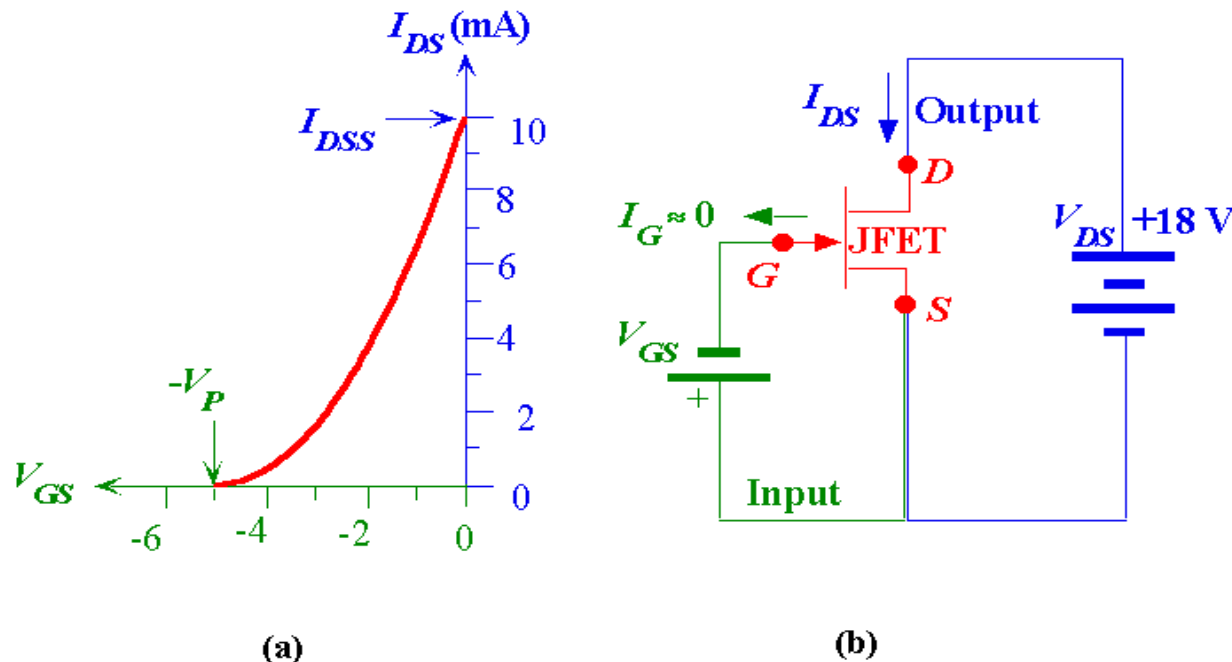 I_DS (mA)
I_DSS
10
8
6
4
2
0
-V_P
V_GS
-6
-4
-2
0
(a)
I_DS
Output
D
I_G ≈ 0
JFET
G
S
V_DS
+18 V
V_GS
+
Input
(b)